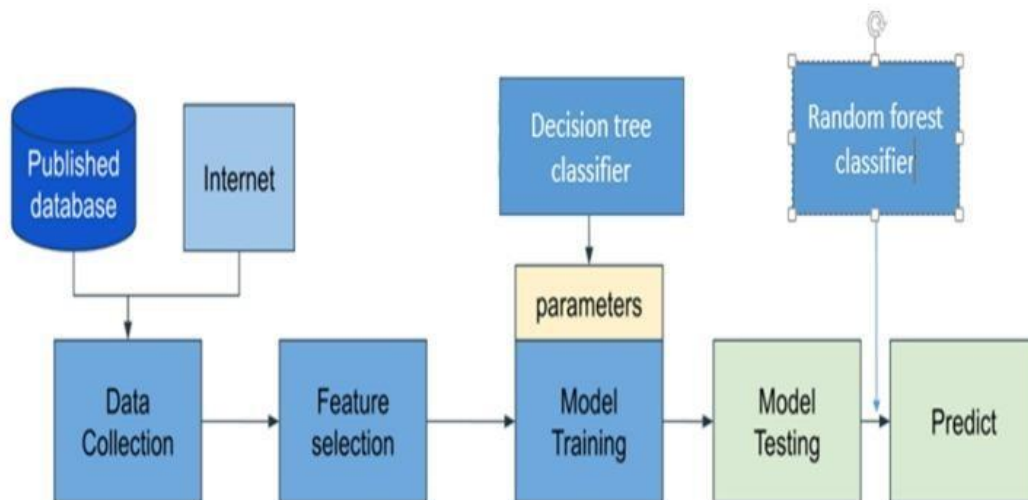 Published
database
Internet
Decision tree
classifier
Random forest
classifier
parameters
Data
Collection
Feature
selection
Model
Training
Model
Testing
Predict